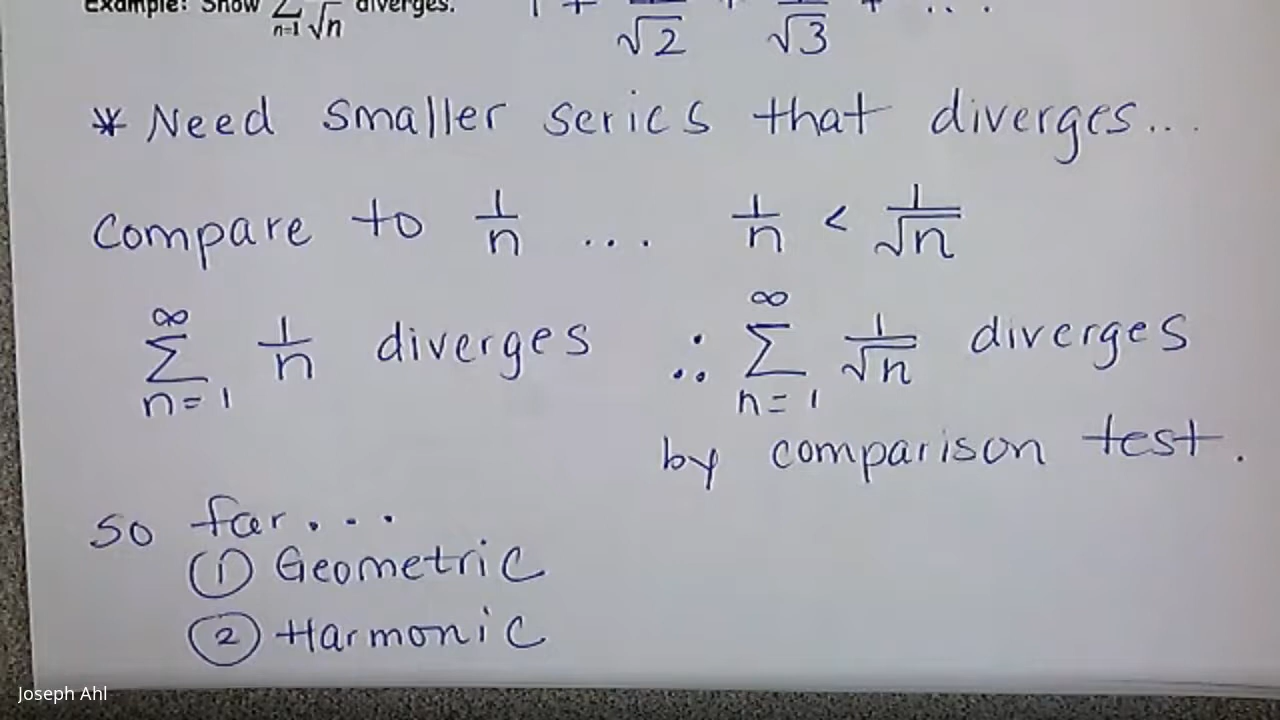 Example: Show ∑ n=1 √n diverges. 1 + √2 + √3 + ...
* Need smaller series that diverges...
Compare to 1/n ... 1/n < 1/√n
∞ ∑ n=1 1/n diverges ∴ ∞ ∑ n=1 1/√n diverges
by comparison test.
So far...
① Geometric
② Harmonic
Joseph Ahl